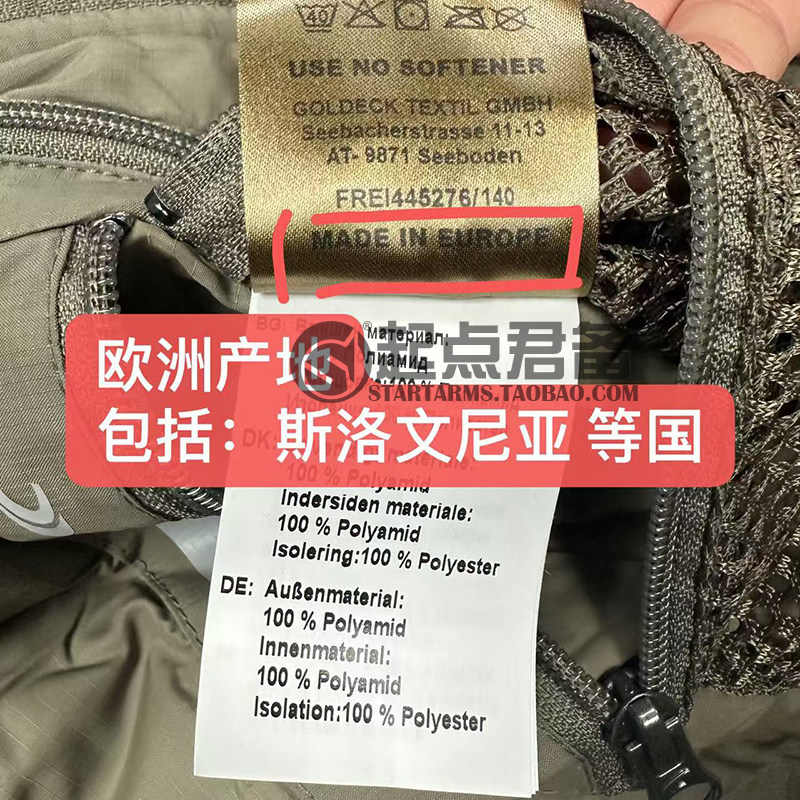 40
USE NO SOFTENER
GOLDECK TEXTIL GMBH
Seebacherstrasse 11-13
AT- 9871 Seeboden
FREI445276/140
MADE IN EUROPE
BG:
материал:
起点君备
STARTARMS.TAOBAO.COM
欧洲产地
包括：斯洛文尼亚 等国
DK:
100 % Polyamid
Indersiden materiale:
100 % Polyamid
Isolering:100 % Polyester
DE: Außenmaterial:
100 % Polyamid
Innenmaterial:
100 % Polyamid
Isolation:100 % Polyester